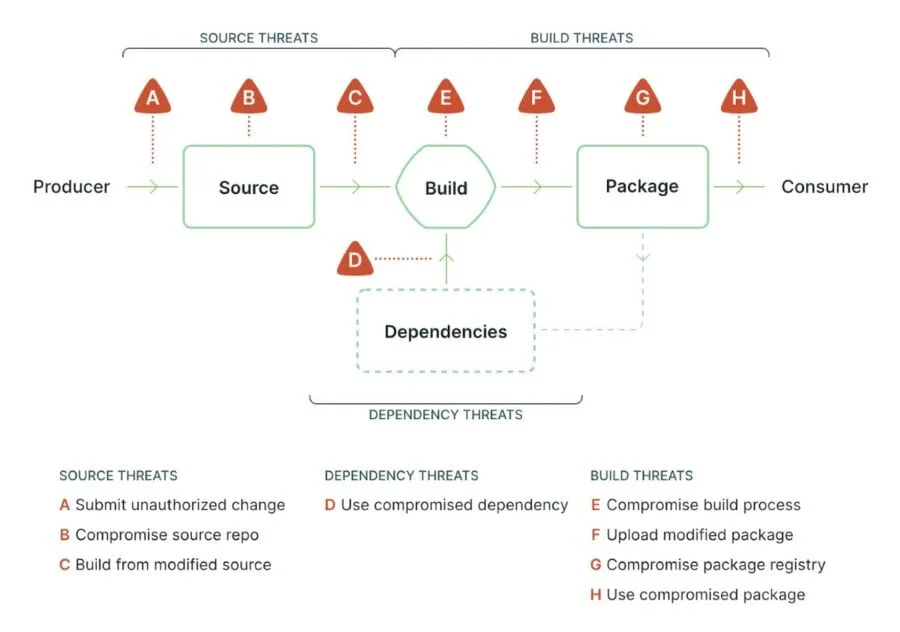 SOURCE THREATS
BUILD THREATS
A
B
C
E
F
G
H
Producer
Source
Build
Package
Consumer
D
Dependencies
DEPENDENCY THREATS
SOURCE THREATS
A Submit unauthorized change
B Compromise source repo
C Build from modified source
DEPENDENCY THREATS
D Use compromised dependency
BUILD THREATS
E Compromise build process
F Upload modified package
G Compromise package registry
H Use compromised package